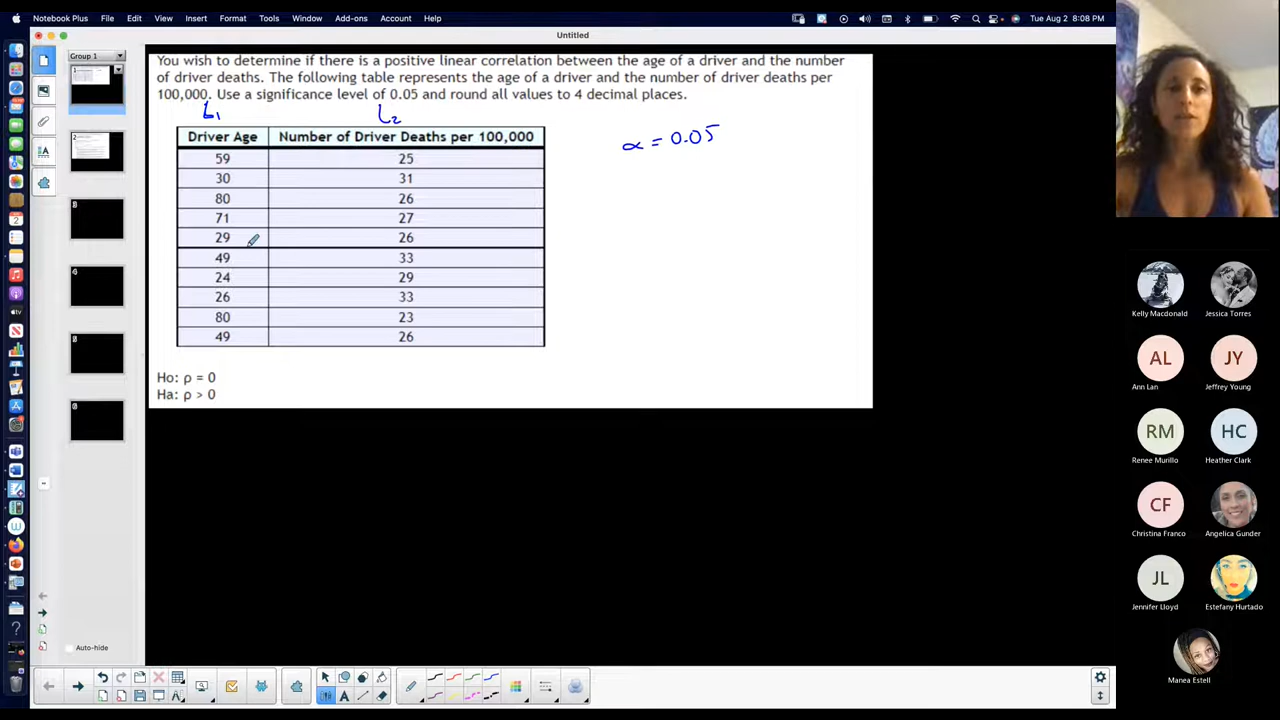 Notebook Plus File Edit View Insert Format Tools Window Add-ons Account Help
Tue Aug 2 8:08 PM
Untitled
Group 1
You wish to determine if there is a positive linear correlation between the age of a driver and the number
of driver deaths. The following table represents the age of a driver and the number of driver deaths per
100,000. Use a significance level of 0.05 and round all values to 4 decimal places.
L1 L2
α = 0.05
Driver Age Number of Driver Deaths per 100,000
59 25
30 31
80 26
71 27
29 26
49 33
24 29
26 33
80 23
49 26
Ho: ρ = 0
Ha: ρ > 0
Auto-hide
Kelly Macdonald
Jessica Torres
AL
Ann Lan
JY
Jeffrey Young
RM
Renee Murillo
HC
Heather Clark
CF
Christina Franco
Angelica Gunder
JL
Jennifer Lloyd
Estefany Hurtado
Manea Estell